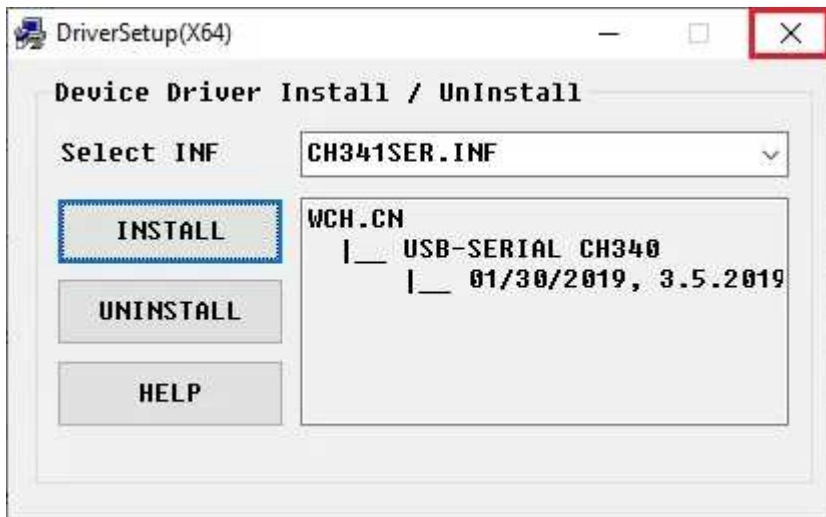 DriverSetup(X64)
Device Driver Install / UnInstall
Select INF
CH341SER.INF
INSTALL
UNINSTALL
HELP
WCH.CN
|__ USB-SERIAL CH340
|__ 01/30/2019, 3.5.2019